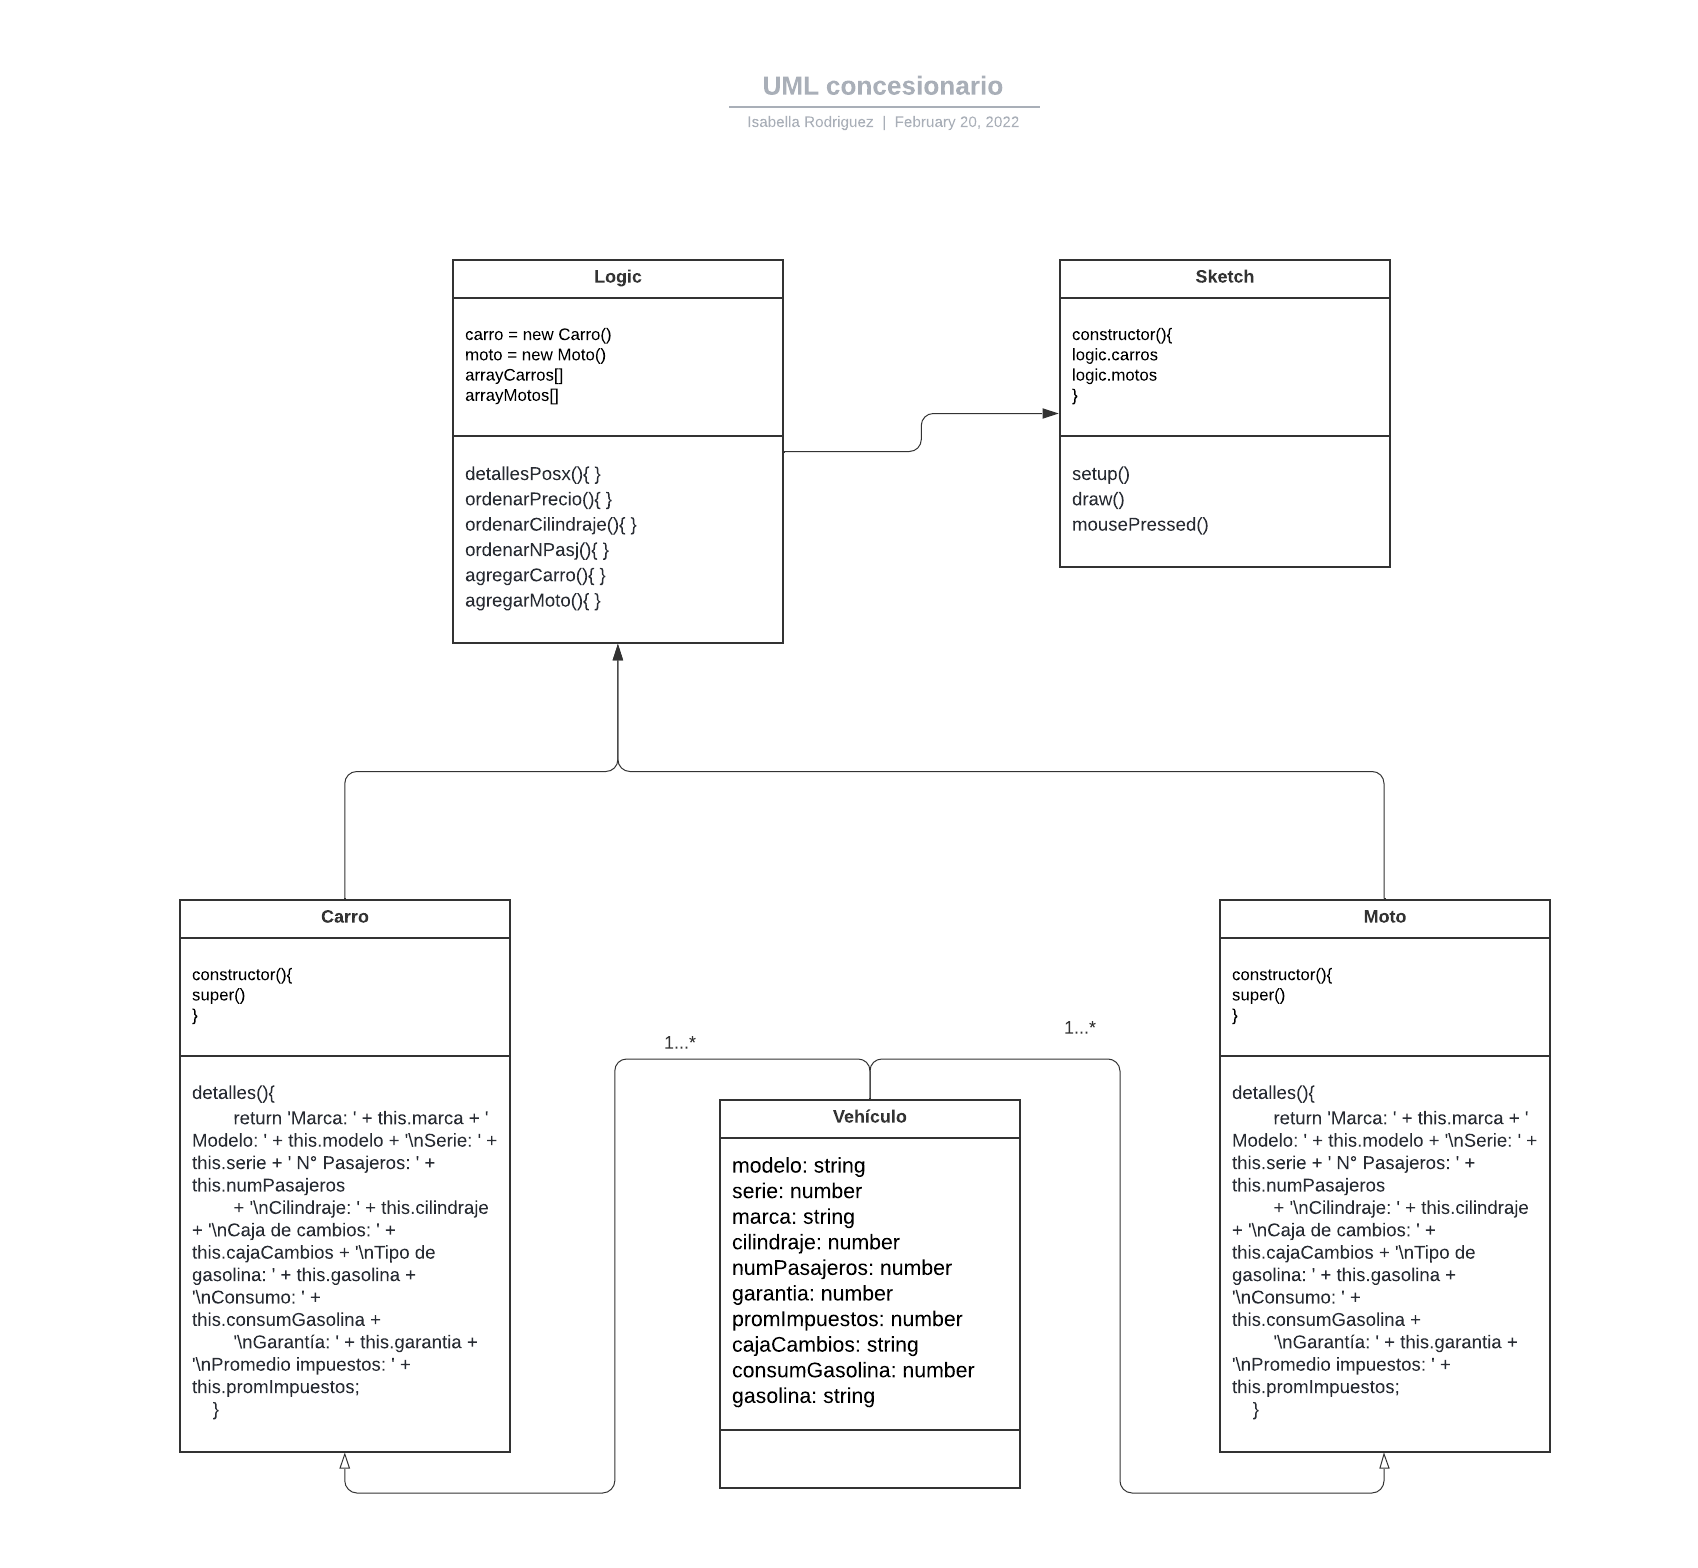 UML concesionario
Isabella Rodriguez | February 20, 2022
Logic
carro = new Carro()
moto = new Moto()
arrayCarros[]
arrayMotos[]
detallesPosx(){ }
ordenarPrecio(){ }
ordenarCilindraje(){ }
ordenarNPasj(){ }
agregarCarro(){ }
agregarMoto(){ }
Sketch
constructor(){
logic.carros
logic.motos
}
setup()
draw()
mousePressed()
Carro
constructor(){
super()
}
detalles(){
return 'Marca: ' + this.marca + '
Modelo: ' + this.modelo + '\nSerie: ' +
this.serie + ' N° Pasajeros: ' +
this.numPasajeros
+ '\nCilindraje: ' + this.cilindraje
+ '\nCaja de cambios: ' +
this.cajaCambios + '\nTipo de
gasolina: ' + this.gasolina +
'\nConsumo: ' +
this.consumGasolina +
'\nGarantía: ' + this.garantia +
'\nPromedio impuestos: ' +
this.promImpuestos;
}
1...*
1...*
Vehículo
modelo: string
serie: number
marca: string
cilindraje: number
numPasajeros: number
garantia: number
promImpuestos: number
cajaCambios: string
consumGasolina: number
gasolina: string
Moto
constructor(){
super()
}
detalles(){
return 'Marca: ' + this.marca + '
Modelo: ' + this.modelo + '\nSerie: ' +
this.serie + ' N° Pasajeros: ' +
this.numPasajeros
+ '\nCilindraje: ' + this.cilindraje
+ '\nCaja de cambios: ' +
this.cajaCambios + '\nTipo de
gasolina: ' + this.gasolina +
'\nConsumo: ' +
this.consumGasolina +
'\nGarantía: ' + this.garantia +
'\nPromedio impuestos: ' +
this.promImpuestos;
}